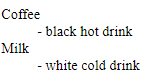 Coffee
- black hot drink
Milk
- white cold drink